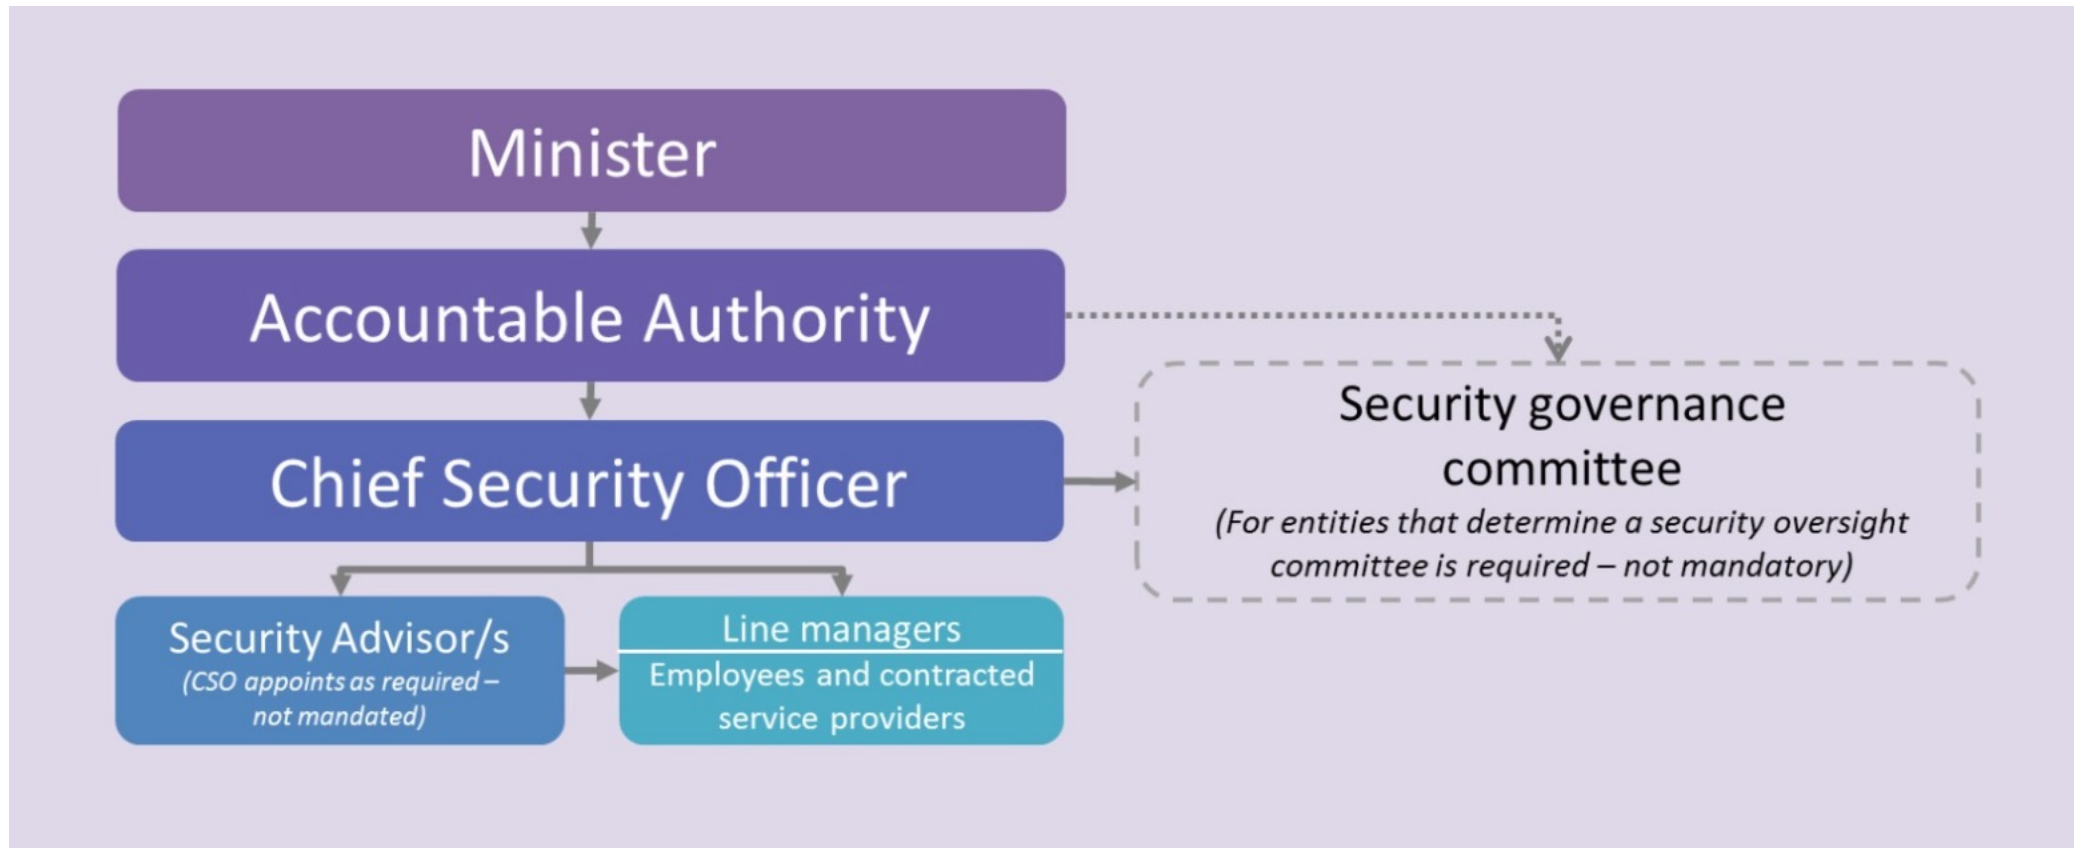 Minister
Accountable Authority
Chief Security Officer
Security governance
committee
(For entities that determine a security oversight
committee is required – not mandatory)
Security Advisor/s
(CSO appoints as required –
not mandated)
Line managers
Employees and contracted
service providers